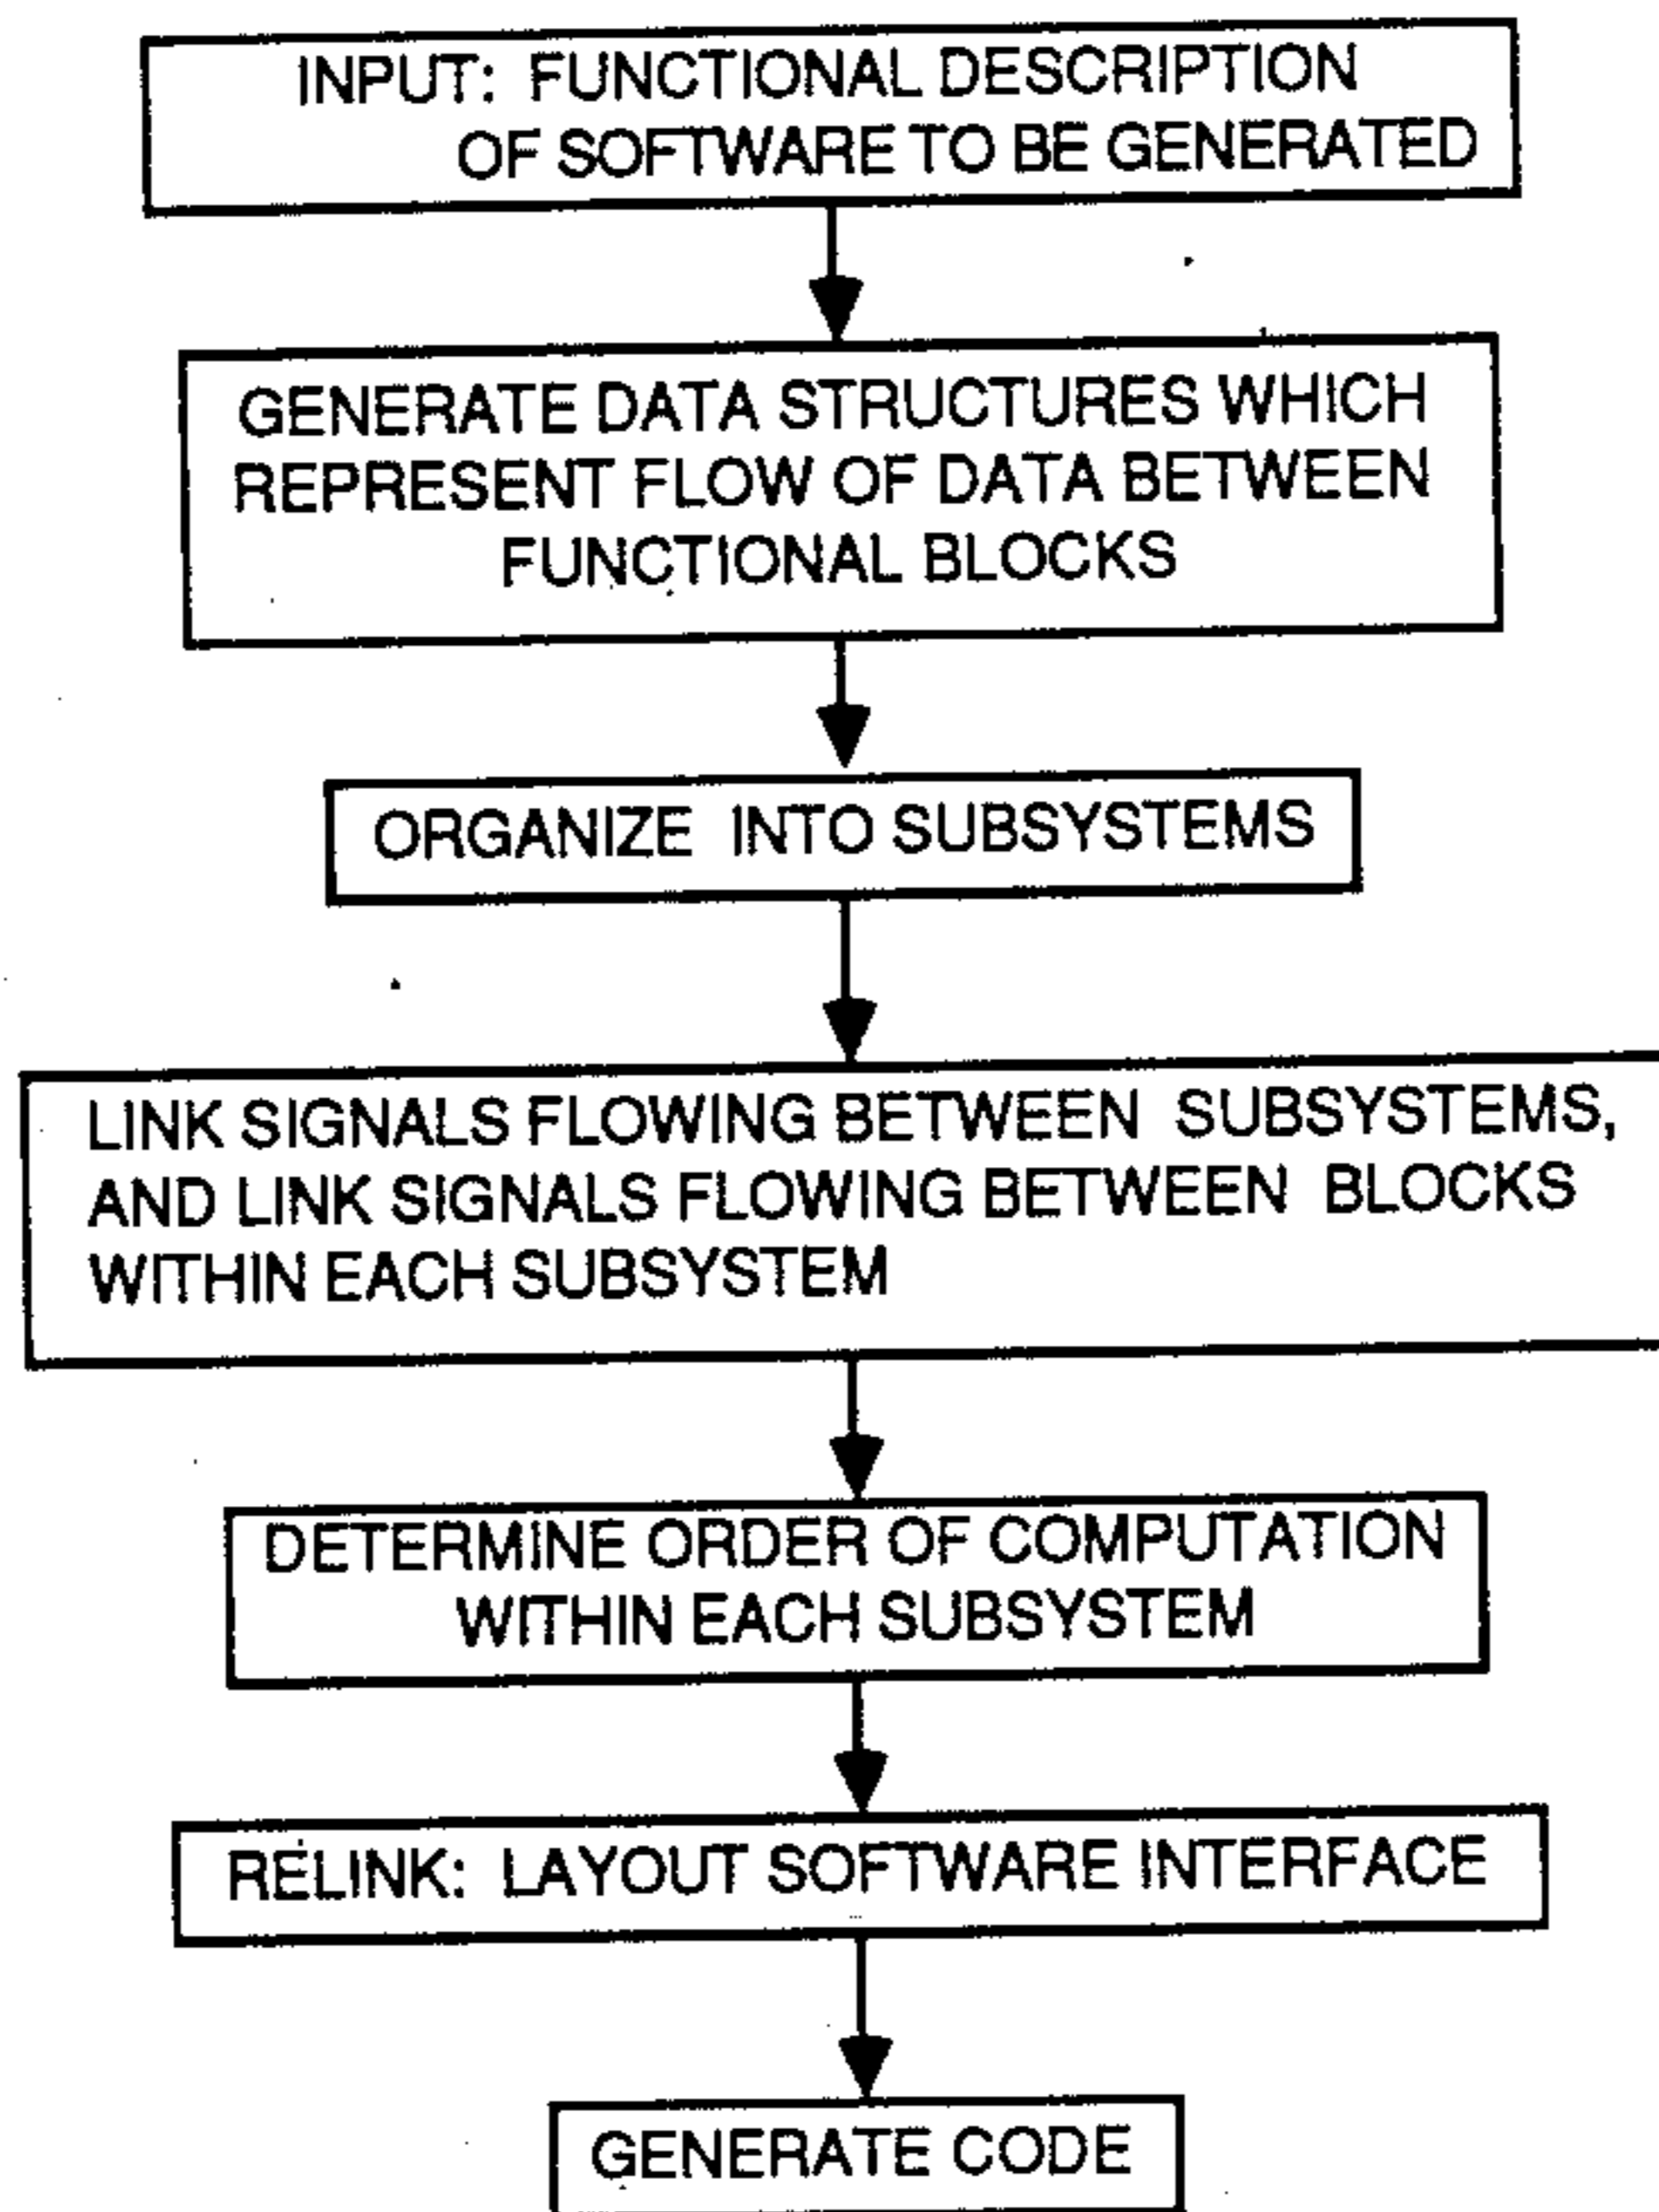 INPUT: FUNCTIONAL DESCRIPTION
OF SOFTWARE TO BE GENERATED
GENERATE DATA STRUCTURES WHICH
REPRESENT FLOW OF DATA BETWEEN
FUNCTIONAL BLOCKS
ORGANIZE INTO SUBSYSTEMS
LINK SIGNALS FLOWING BETWEEN SUBSYSTEMS,
AND LINK SIGNALS FLOWING BETWEEN BLOCKS
WITHIN EACH SUBSYSTEM
DETERMINE ORDER OF COMPUTATION
WITHIN EACH SUBSYSTEM
RELINK: LAYOUT SOFTWARE INTERFACE
GENERATE CODE